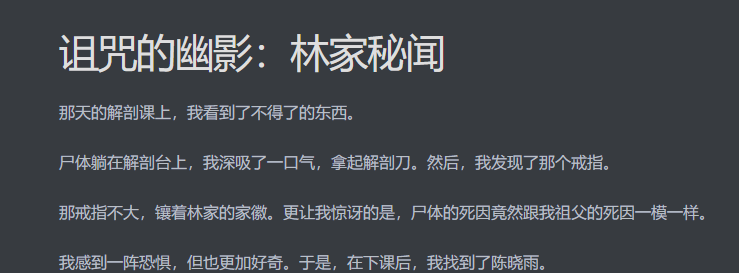 诅咒的幽影：林家秘闻
那天的解剖课上，我看到了不得了的东西。
尸体躺在解剖台上，我深吸了一口气，拿起解剖刀。然后，我发现了那个戒指。
那戒指不大，镶着林家的家徽。更让我惊讶的是，尸体的死因竟然跟我祖父的死因一模一样。
我感到一阵恐惧，但也更加好奇。于是，在下课后，我找到了陈晓雨。